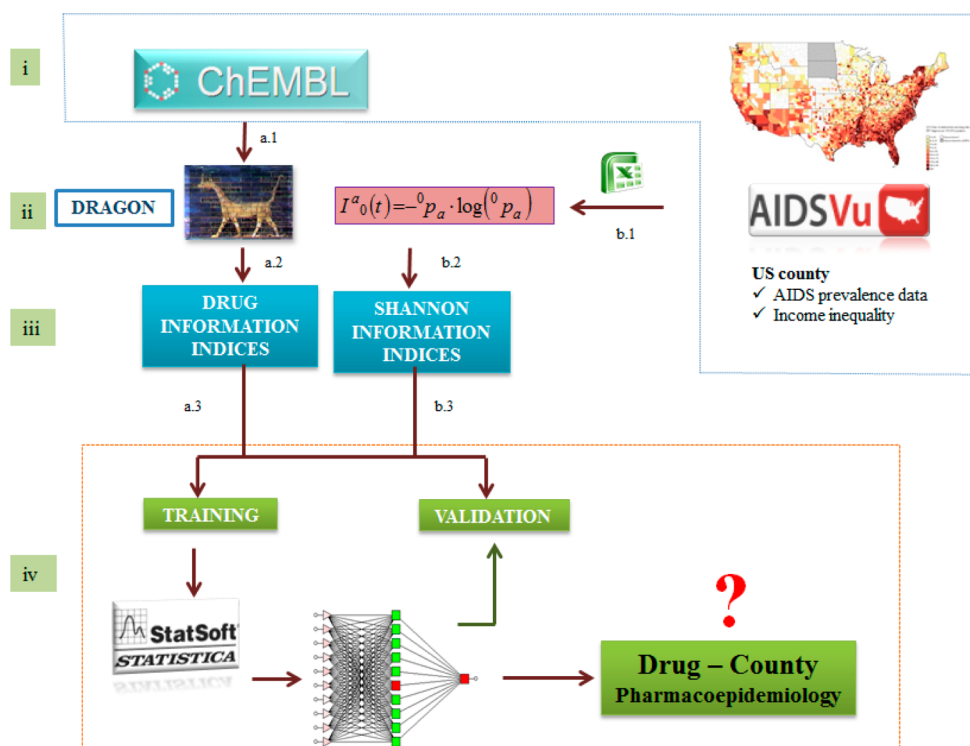 i
ChEMBL
a.1
ii
DRAGON
I^a_0(t)=-^0p_a·log(^0p_a)
b.1
AIDSVu
a.2
b.2
US county
✓ AIDS prevalence data
✓ Income inequality
iii
DRUG
INFORMATION
INDICES
SHANNON
INFORMATION
INDICES
a.3
b.3
TRAINING
VALIDATION
iv
StatSoft
STATISTICA
?
Drug – County
Pharmacoepidemiology